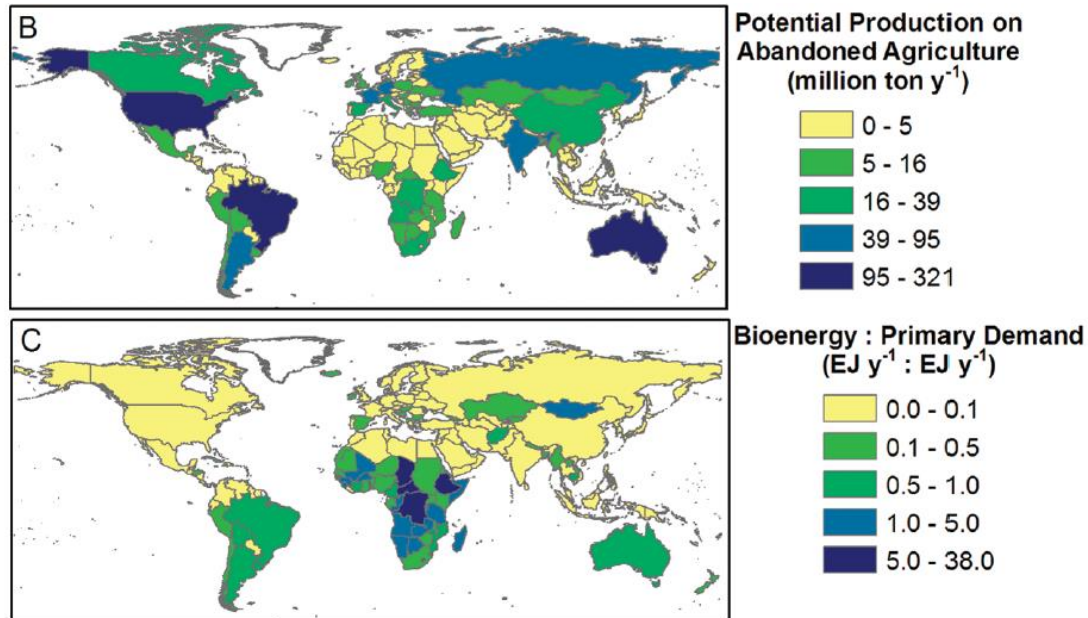 B
Potential Production on
Abandoned Agriculture
(million ton y⁻¹)
0 - 5
5 - 16
16 - 39
39 - 95
95 - 321
C
Bioenergy : Primary Demand
(EJ y⁻¹ : EJ y⁻¹)
0.0 - 0.1
0.1 - 0.5
0.5 - 1.0
1.0 - 5.0
5.0 - 38.0